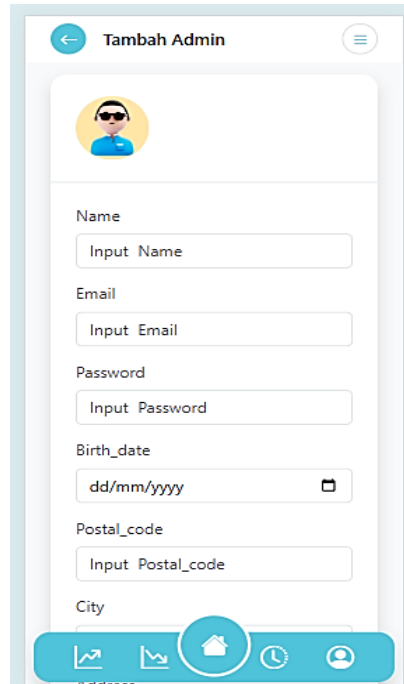 Tambah Admin
Name
Input Name
Email
Input Email
Password
Input Password
Birth_date
dd/mm/yyyy
Postal_code
Input Postal_code
City
Address